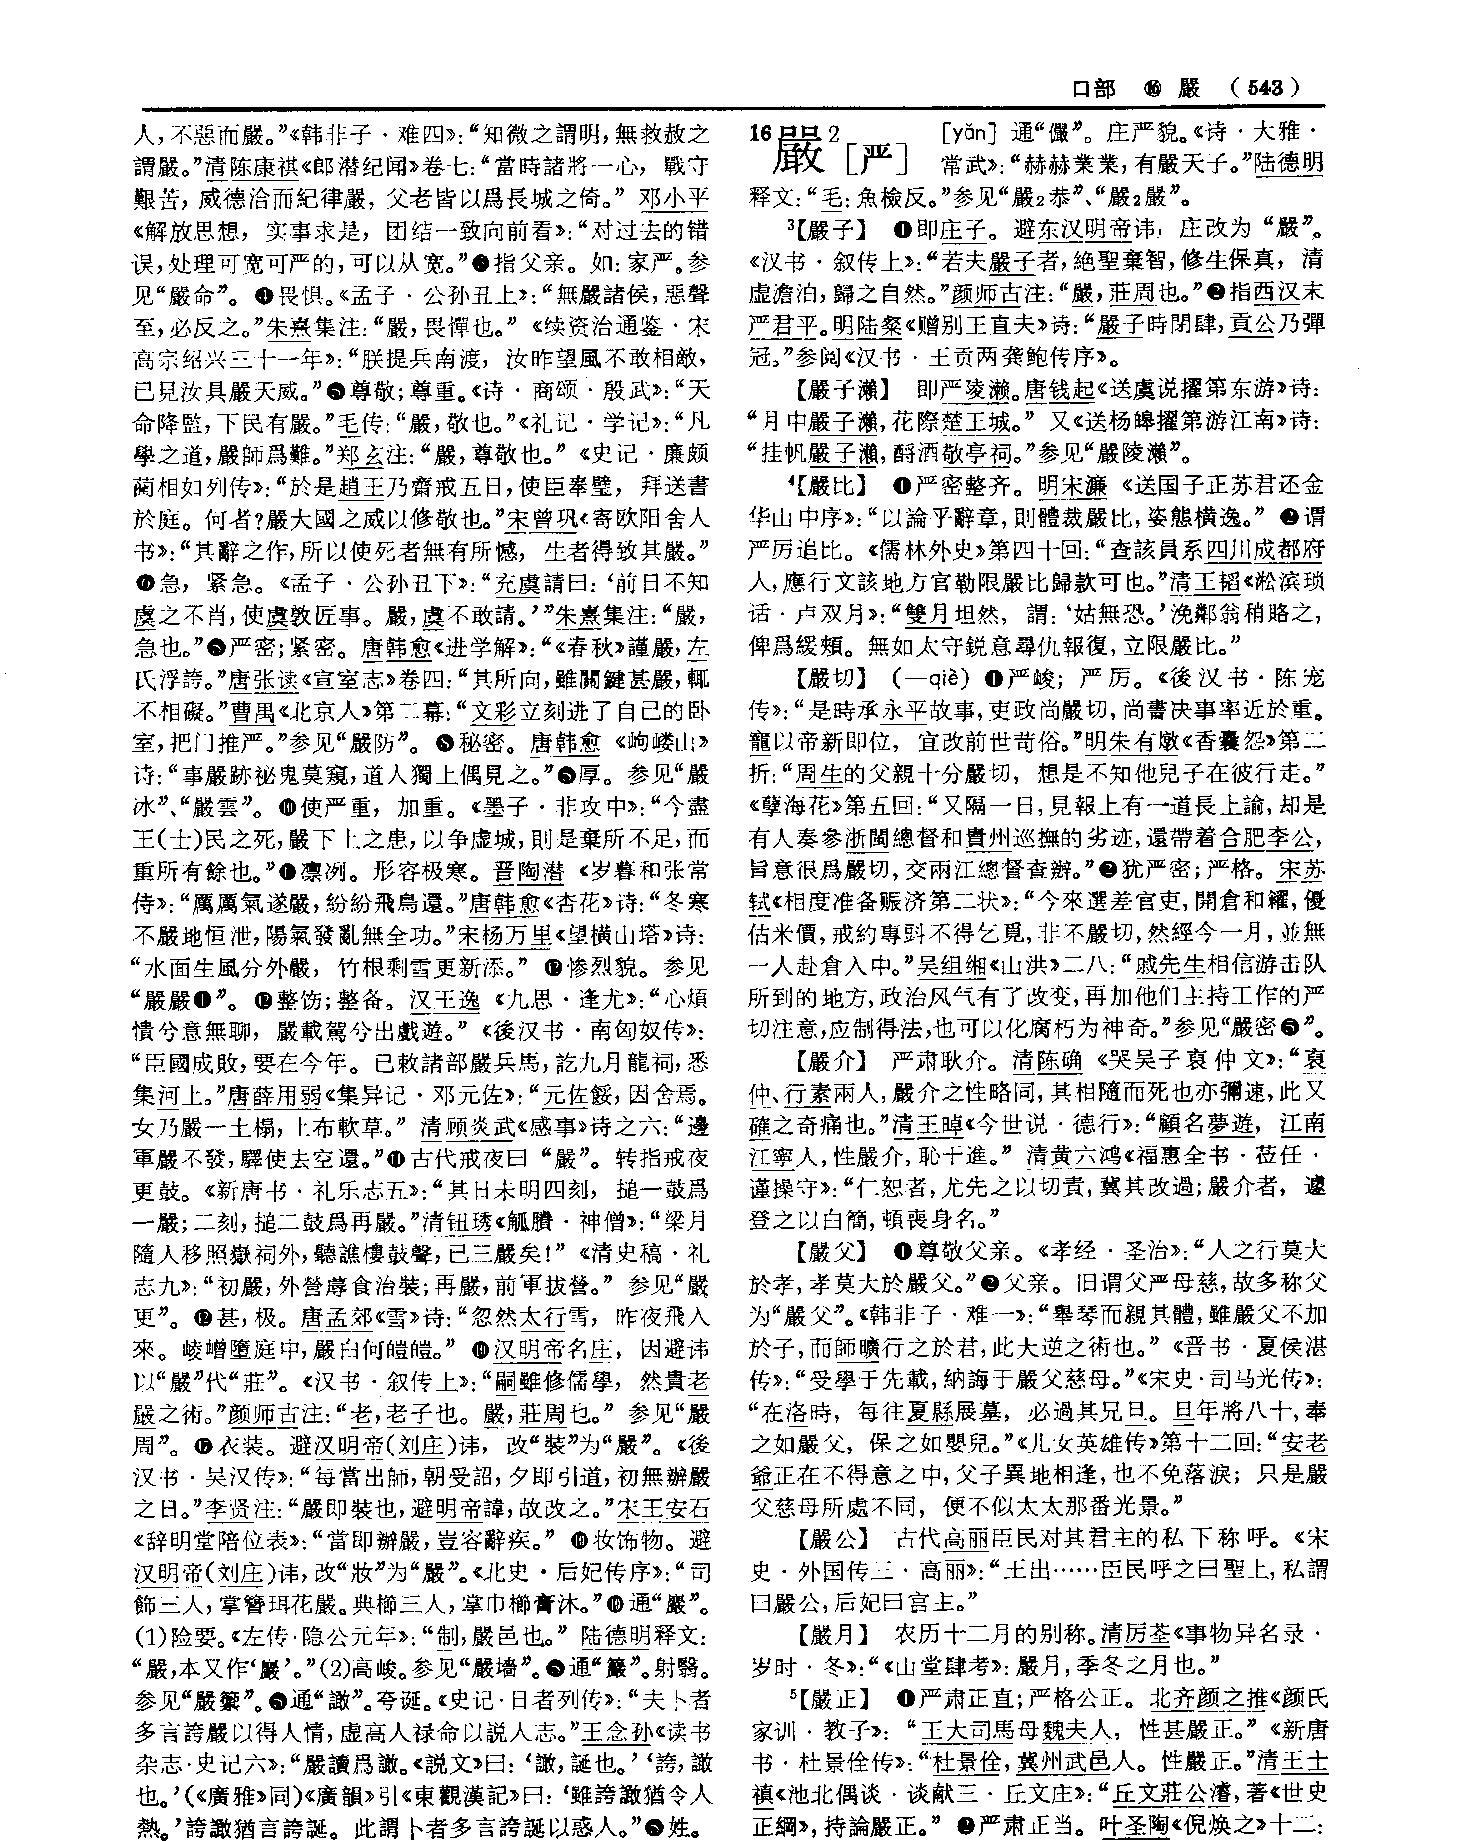 口部 ⑯ 嚴 （543）
人，不惡而嚴。”《韩非子·难四》：“知微之謂明，無救赦之
謂嚴。”清陈康祺《郎潜纪闻》卷七：“當時諸將一心，戰守
艱苦，威德洽而紀律嚴，父老皆以爲長城之倚。” 邓小平
《解放思想，实事求是，团结一致向前看》：“对过去的错
误，处理可宽可严的，可以从宽。”指父亲。如：家严。参
见“嚴命”。畏惧。《孟子·公孙丑上》：“無嚴諸侯，惡聲
至，必反之。”朱熹集注：“嚴，畏憚也。” 《续资治通鉴·宋
高宗绍兴三十一年》：“朕提兵南渡，汝昨望風不敢相敵，
已見汝具嚴天威。”尊敬；尊重。《诗·商颂·殷武》：“天
命降監，下民有嚴。”毛传：“嚴，敬也。”《礼记·学记》：“凡
學之道，嚴師爲難。”郑玄注：“嚴，尊敬也。” 《史记·廉颇
蔺相如列传》：“於是趙王乃齋戒五日，使臣奉璧，拜送書
於庭。何者？嚴大國之威以修敬也。”宋曾巩《寄欧阳舍人
书》：“其辭之作，所以使死者無有所憾，生者得致其嚴。”
急，紧急。《孟子·公孙丑下》：“充虞請曰：‘前日不知
虞之不肖，使虞敦匠事。嚴，虞不敢請。’”朱熹集注：“嚴，
急也。”严密；紧密。唐韩愈《进学解》：“《春秋》謹嚴，左
氏浮誇。”唐张读《宣室志》卷四：“其所向，雖關鍵甚嚴，輒
不相礙。”曹禺《北京人》第二幕：“文彩立刻进了自己的卧
室，把门推严。”参见“嚴防”。秘密。唐韩愈《岣嵝山》
诗：“事嚴跡祕鬼莫窺，道人獨上偶見之。”厚。参见“嚴
冰”、“嚴雲”。⑩使严重，加重。《墨子·非攻中》：“今盡
王（士）民之死，嚴下上之患，以争虚城，則是棄所不足，而
重所有餘也。”凛冽。形容极寒。晋陶潜《岁暮和张常
侍》：“厲厲氣遂嚴，紛紛飛鳥還。”唐韩愈《杏花》诗：“冬寒
不嚴地恒泄，陽氣發亂無全功。”宋杨万里《望横山塔》诗：
“水面生風分外嚴，竹根剩雪更新添。” 惨烈貌。参见
“嚴嚴❶”。整饬；整备。汉王逸《九思·逢尤》：“心煩
憒兮意無聊，嚴載駕兮出戲遊。” 《後汉书·南匈奴传》：
“臣國成敗，要在今年。已敕諸部嚴兵馬，訖九月龍祠，悉
集河上。”唐薛用弱《集异记·邓元佐》：“元佐餒，因舍焉。
女乃嚴一土榻，上布軟草。” 清顾炎武《感事》诗之六：“邊
軍嚴不發，驛使去空還。”古代戒夜曰“嚴”。转指戒夜
更鼓。《新唐书·礼乐志五》：“其日未明四刻，搥一鼓爲
一嚴；二刻，搥二鼓爲再嚴。”清钮琇《觚賸·神僧》：“梁月
隨人移照嶽祠外，聽譙樓鼓聲，已三嚴矣！” 《清史稿·礼
志九》：“初嚴，外營蓐食治裝；再嚴，前軍拔營。” 参见“嚴
更”。甚，极。唐孟郊《雪》诗：“忽然太行雪，昨夜飛入
來。崚嶒墮庭中，嚴白何皚皚。” 汉明帝名庄，因避讳
以“嚴”代“莊”。《汉书·叙传上》：“嗣雖修儒學，然貴老
嚴之術。”颜师古注：“老，老子也。嚴，莊周也。” 参见“嚴
周”。衣装。避汉明帝（刘庄）讳，改“裝”为“嚴”。《後
汉书·吴汉传》：“每當出師，朝受詔，夕即引道，初無辦嚴
之日。”李贤注：“嚴即裝也，避明帝諱，故改之。”宋王安石
《辞明堂陪位表》：“當即辦嚴，豈容辭疾。” 妆饰物。避
汉明帝（刘庄）讳，改“妝”为“嚴”。《北史·后妃传序》：“司
飾三人，掌簪珥花嚴。典櫛三人，掌巾櫛膏沐。”通“巖”。
(1)险要。《左传·隐公元年》：“制，嚴邑也。” 陆德明释文：
“嚴，本又作‘巖’。”(2)高峻。参见“嚴墙”。通“籞”。射翳。
参见“嚴籞”。通“譀”。夸诞。《史记·日者列传》：“夫卜者
多言誇嚴以得人情，虚高人禄命以説人志。”王念孙《读书
杂志·史记六》：“嚴讀爲譀。《説文》曰：‘譀，誕也。’‘誇，譀
也。’（《廣雅》同）《廣韻》引《東觀漢記》曰：‘雖誇譀猶令人
熱。’誇譀猶言誇誕。此謂卜者多言誇誕以惑人。”姓。
16嚴2［严］ [yǎn] 通“儼”。庄严貌。《诗·大雅·
常武》：“赫赫業業，有嚴天子。”陆德明
释文：“毛：魚檢反。”参见“嚴2恭”、“嚴2嚴”。
3【嚴子】 ❶即庄子。避东汉明帝讳，庄改为“嚴”。
《汉书·叙传上》：“若夫嚴子者，絶聖棄智，修生保真，清
虚澹泊，歸之自然。”颜师古注：“嚴，莊周也。”❷指西汉末
严君平。明陆粲《赠别王直夫》诗：“嚴子時閉肆，貢公乃彈
冠。”参阅《汉书·王贡两龚鲍传序》。
【嚴子瀨】 即严陵濑。唐钱起《送虞说擢第东游》诗：
“月中嚴子瀨，花際楚王城。” 又《送杨皞擢第游江南》诗：
“挂帆嚴子瀨，酹酒敬亭祠。”参见“嚴陵瀨”。
4【嚴比】 ❶严密整齐。明宋濂《送国子正苏君还金
华山中序》：“以論乎辭章，則體裁嚴比，姿態横逸。” ❷谓
严厉追比。《儒林外史》第四十回：“查該員系四川成都府
人，應行文該地方官勒限嚴比歸款可也。”清王韬《淞滨琐
话·卢双月》：“雙月坦然，謂：‘姑無恐。’浼鄰翁稍賂之，
俾爲緩頰。無如太守鋭意尋仇報復，立限嚴比。”
【嚴切】 （—qiè）❶严峻；严厉。《後汉书·陈宠
传》：“是時承永平故事，吏政尚嚴切，尚書决事率近於重。
寵以帝新即位，宜改前世苛俗。”明朱有燉《香囊怨》第二
折：“周生的父親十分嚴切，想是不知他兒子在彼行走。”
《孽海花》第五回：“又隔一日，見報上有一道長上諭，却是
有人奏參浙閩總督和貴州巡撫的劣迹，還帶着合肥李公，
旨意很爲嚴切，交兩江總督查辦。”❷犹严密；严格。宋苏
轼《相度准备赈济第二状》：“今來選差官吏，開倉和糴，優
估米價，戒約專㪷不得乞覓，非不嚴切，然經今一月，並無
一人赴倉入中。”吴组缃《山洪》二八：“戚先生相信游击队
所到的地方，政治风气有了改变，再加他们主持工作的严
切注意，应制得法，也可以化腐朽为神奇。”参见“嚴密❺”。
【嚴介】 严肃耿介。清陈确《哭吴子裒仲文》：“裒
仲、行素兩人，嚴介之性略同，其相隨而死也亦彌速，此又
確之奇痛也。”清王晫《今世说·德行》：“顧名夢遊，江南
江寧人，性嚴介，恥干進。” 清黄六鸿《福惠全书·莅任·
谨操守》：“仁恕者，尤先之以切責，冀其改過；嚴介者，遽
登之以白簡，頓喪身名。”
【嚴父】 ❶尊敬父亲。《孝经·圣治》：“人之行莫大
於孝，孝莫大於嚴父。”❷父亲。旧谓父严母慈，故多称父
为“嚴父”。《韩非子·难一》：“舉琴而親其體，雖嚴父不加
於子，而師曠行之於君，此大逆之術也。” 《晋书·夏侯湛
传》：“受學于先載，納誨于嚴父慈母。”《宋史·司马光传》：
“在洛時，每往夏縣展墓，必過其兄旦。旦年將八十，奉
之如嚴父，保之如嬰兒。”《儿女英雄传》第十二回：“安老
爺正在不得意之中，父子異地相逢，也不免落淚；只是嚴
父慈母所處不同，便不似太太那番光景。”
【嚴公】 古代高丽臣民对其君主的私下称呼。《宋
史·外国传三·高丽》：“王出……臣民呼之曰聖上，私謂
曰嚴公，后妃曰宫主。”
【嚴月】 农历十二月的别称。清厉荃《事物异名录·
岁时·冬》：“《山堂肆考》：嚴月，季冬之月也。”
5【嚴正】 ❶严肃正直；严格公正。北齐颜之推《颜氏
家训·教子》：“王大司馬母魏夫人，性甚嚴正。” 《新唐
书·杜景佺传》：“杜景佺，冀州武邑人。性嚴正。”清王士
禛《池北偶谈·谈献三·丘文庄》：“丘文莊公濬，著《世史
正綱》，持論嚴正。” ❷严肃正当。叶圣陶《倪焕之》十二：